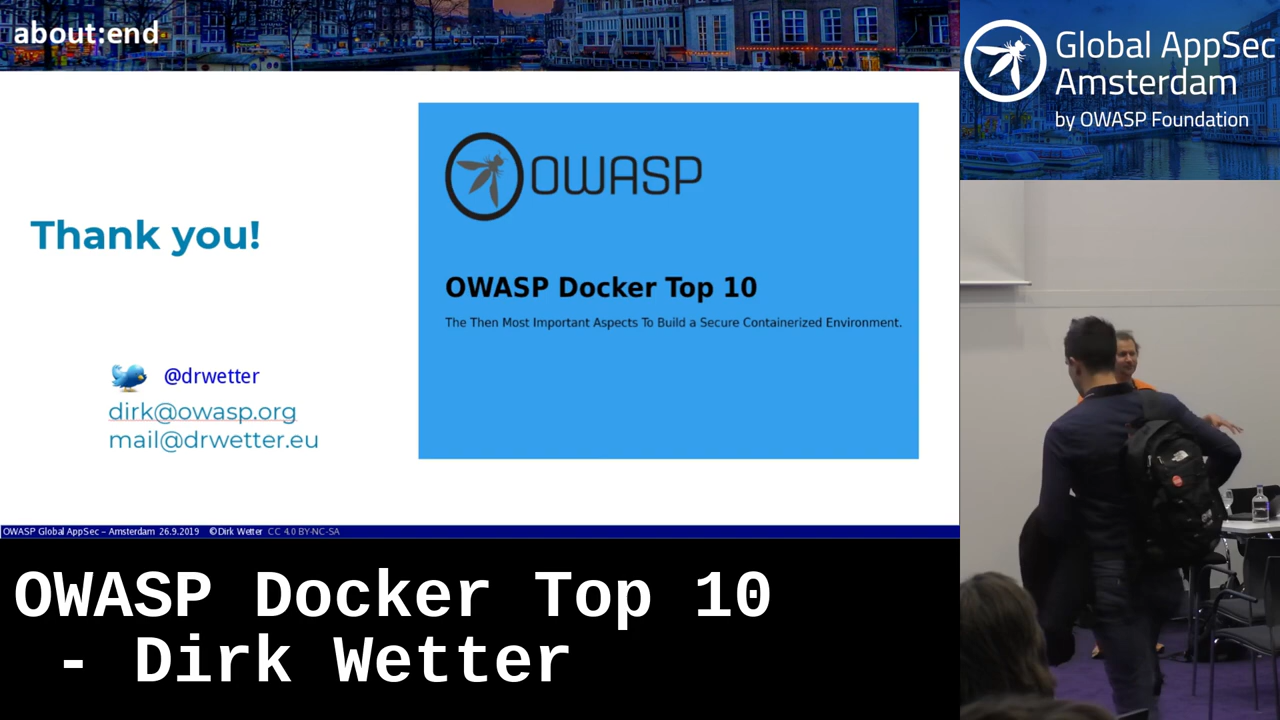 about:end
Global AppSec
Amsterdam
by OWASP Foundation
OWASP
Thank you!
OWASP Docker Top 10
The Then Most Important Aspects To Build a Secure Containerized Environment.
@drwetter
dirk@owasp.org
mail@drwetter.eu
OWASP Global AppSec – Amsterdam 26.9.2019 ©Dirk Wetter CC 4.0 BY-NC-SA
OWASP Docker Top 10
- Dirk Wetter